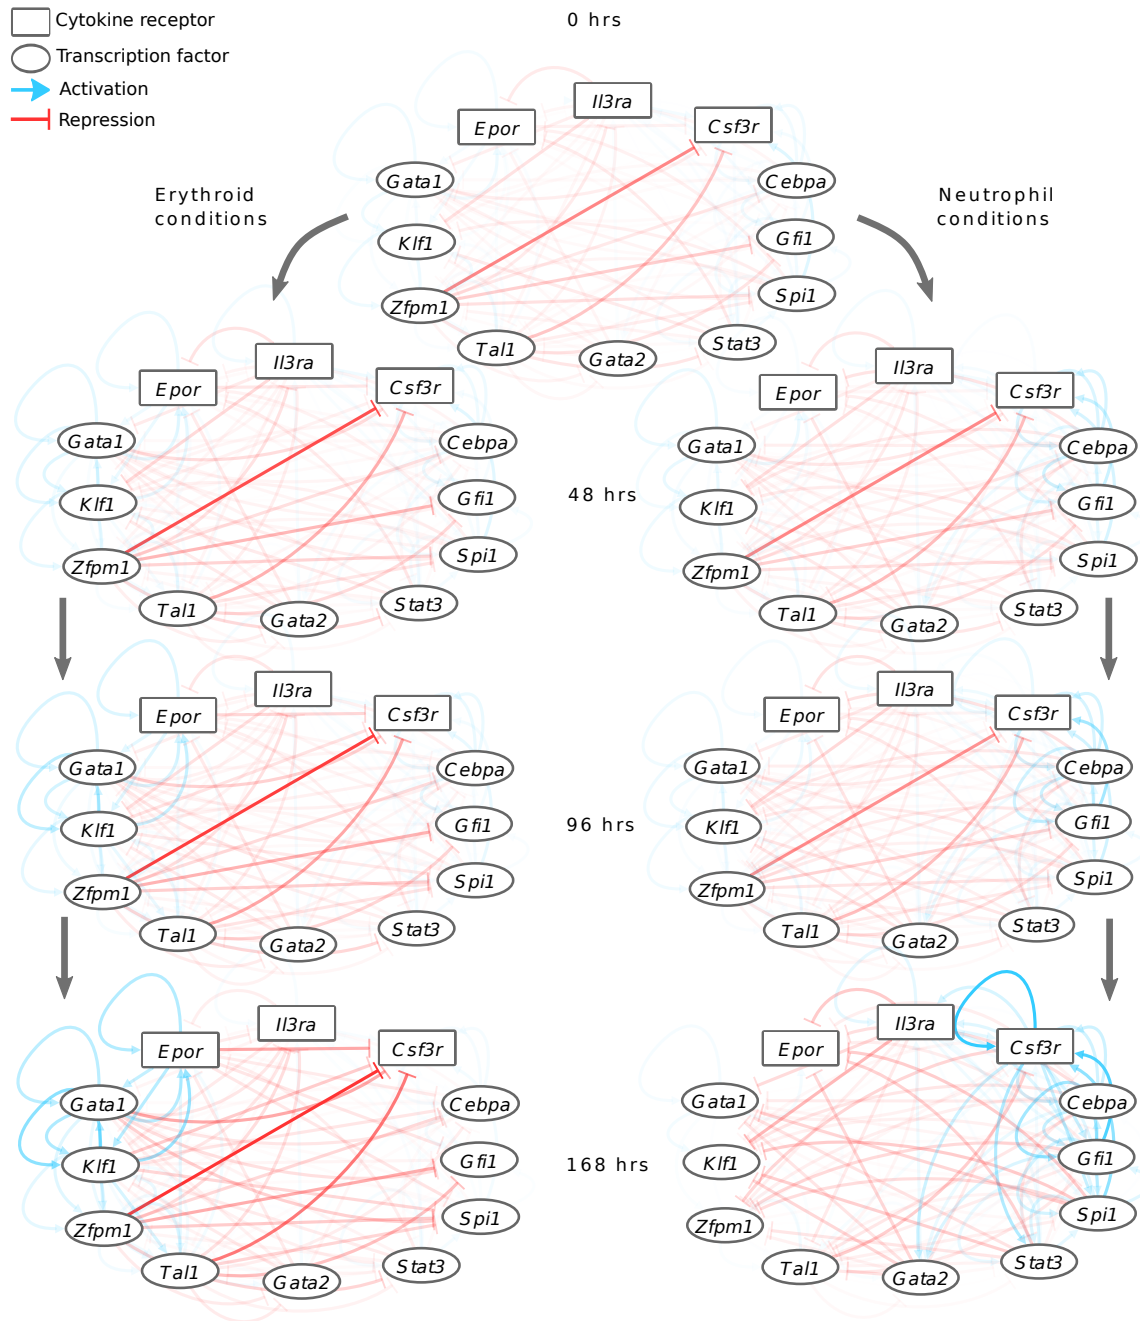 Cytokine receptor
Transcription factor
Activation
Repression
0 hrs
Il3ra
Epor
Csf3r
Gata1
Cebpa
Klf1
Gfi1
Zfpm1
Spi1
Tal1
Gata2
Stat3
Erythroid
conditions
Neutrophil
conditions
Il3ra
Epor
Csf3r
Gata1
Cebpa
Klf1
Gfi1
Zfpm1
Spi1
Tal1
Gata2
Stat3
48 hrs
Il3ra
Epor
Csf3r
Gata1
Cebpa
Klf1
Gfi1
Zfpm1
Spi1
Tal1
Gata2
Stat3
Il3ra
Epor
Csf3r
Gata1
Cebpa
Klf1
Gfi1
Zfpm1
Spi1
Tal1
Gata2
Stat3
96 hrs
Il3ra
Epor
Csf3r
Gata1
Cebpa
Klf1
Gfi1
Zfpm1
Spi1
Tal1
Gata2
Stat3
Il3ra
Epor
Csf3r
Gata1
Cebpa
Klf1
Gfi1
Zfpm1
Spi1
Tal1
Gata2
Stat3
168 hrs
Il3ra
Epor
Csf3r
Gata1
Cebpa
Klf1
Gfi1
Zfpm1
Spi1
Tal1
Gata2
Stat3